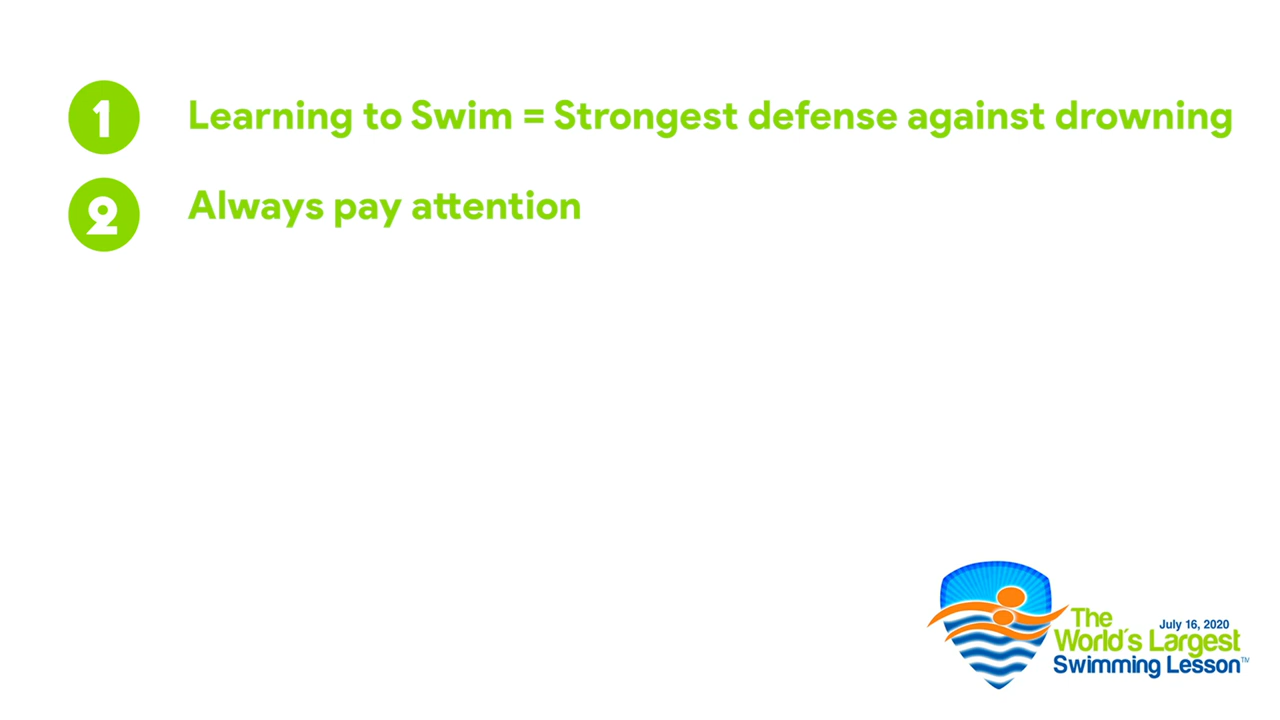 1 Learning to Swim = Strongest defense against drowning
2 Always pay attention
The
July 16, 2020
World's Largest
Swimming Lesson™